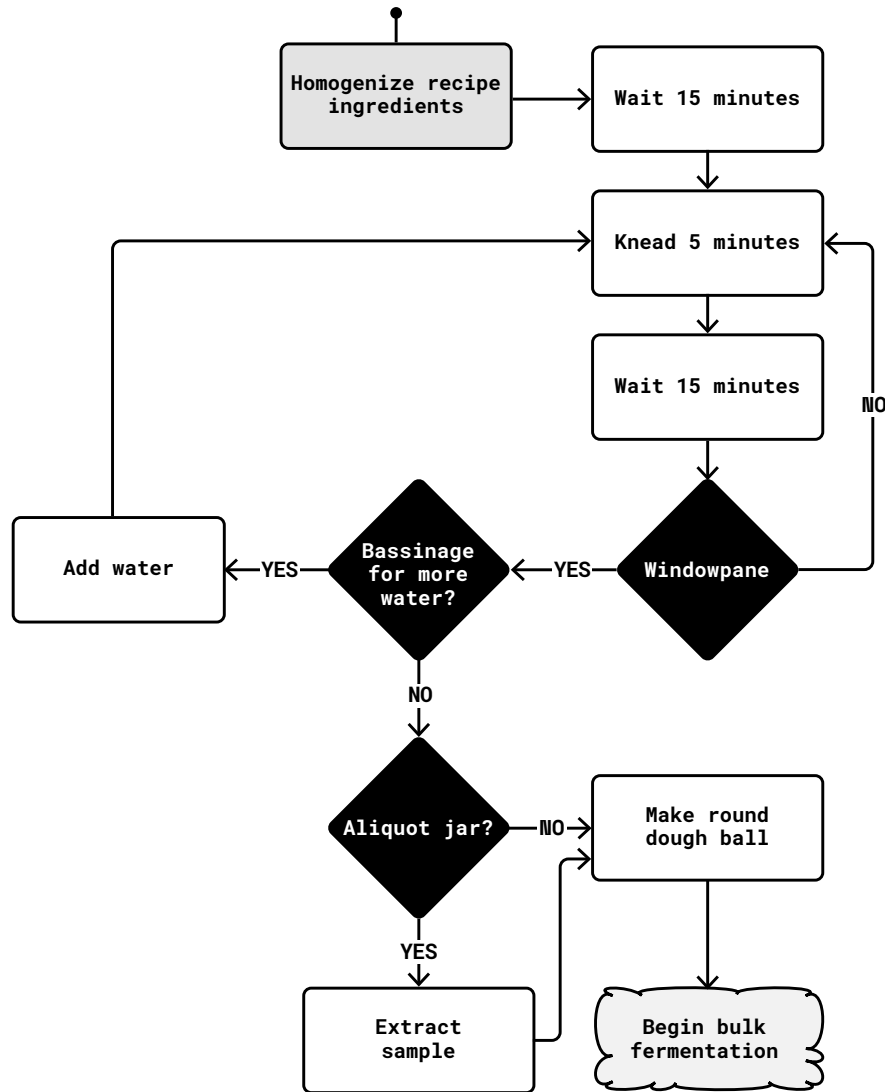 Homogenize recipe
ingredients
Wait 15 minutes
Knead 5 minutes
Wait 15 minutes
NO
Windowpane
YES
Bassinage
for more
water?
YES
Add water
NO
Aliquot jar?
NO
Make round
dough ball
YES
Extract
sample
Begin bulk
fermentation